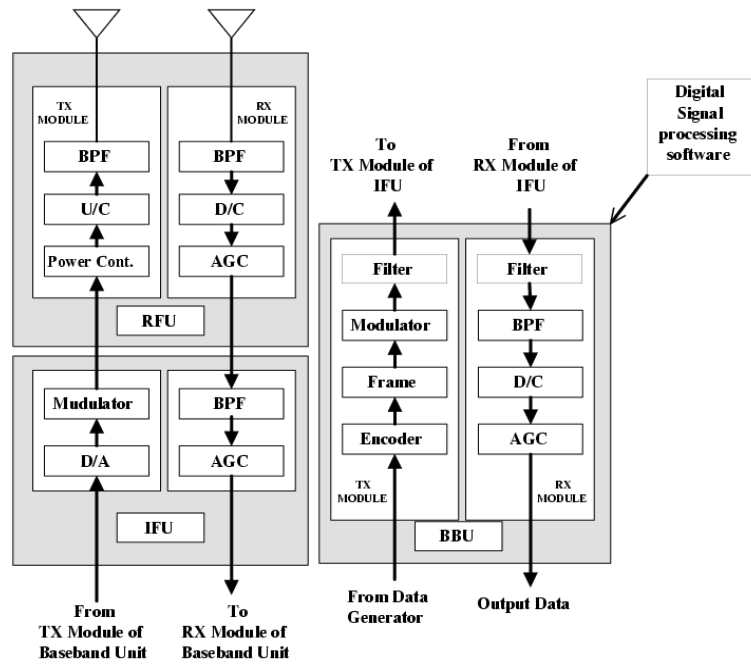 TX
MODULE
BPF
U/C
Power Cont.
RX
MODULE
BPF
D/C
AGC
RFU
Mudulator
D/A
BPF
AGC
IFU
From
TX Module of
Baseband Unit
To
RX Module of
Baseband Unit
To
TX Module of
IFU
From
RX Module of
IFU
Digital
Signal
processing
software
Filter
Modulator
Frame
Encoder
TX
MODULE
Filter
BPF
D/C
AGC
RX
MODULE
BBU
From Data
Generator
Output Data